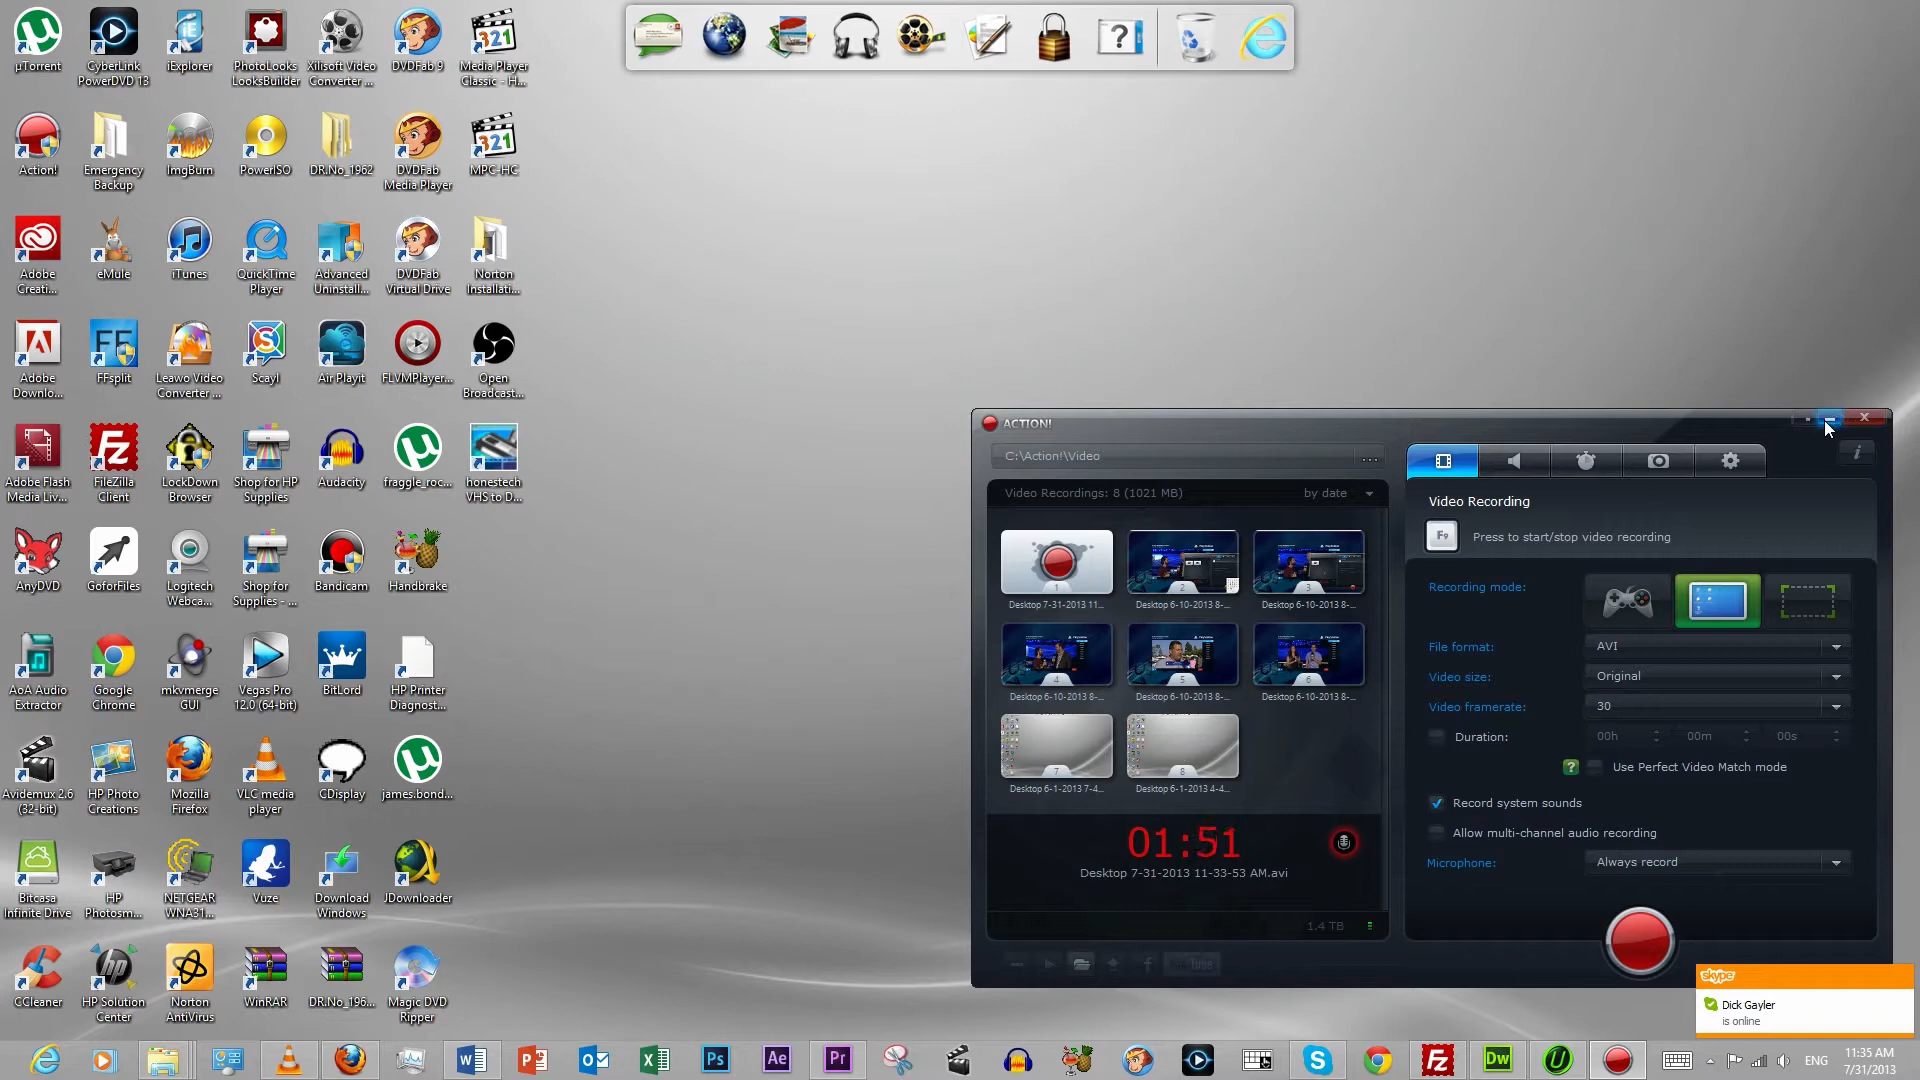 µTorrent
CyberLink PowerDVD 13
iExplorer
PhotoLooks LooksBuilder
Xilisoft Video Converter ...
DVDFab 9
Media Player Classic - H...
Action!
Emergency Backup
ImgBurn
PowerISO
DR.No_1962
DVDFab Media Player
MPC-HC
Adobe Creati...
eMule
iTunes
QuickTime Player
Advanced Uninstall...
DVDFab Virtual Drive
Norton Installati...
Adobe Downlo...
FFsplit
Leawo Video Converter ...
Scayl
Air Playit
FLVMPlayer...
Open Broadcast...
Adobe Flash Media Liv...
FileZilla Client
LockDown Browser
Shop for HP Supplies
Audacity
fraggle_roc...
honestech VHS to D...
AnyDVD
GoforFiles
Logitech Webca...
Shop for Supplies - ...
Bandicam
Handbrake
AoA Audio Extractor
Google Chrome
mkvmerge GUI
Vegas Pro 12.0 (64-bit)
BitLord
HP Printer Diagnost...
Avidemux 2.6 (32-bit)
HP Photo Creations
Mozilla Firefox
VLC media player
CDisplay
james.bond...
Bitcasa Infinite Drive
HP Photosm...
NETGEAR WNA31...
Vuze
Download Windows
JDownloader
CCleaner
HP Solution Center
Norton AntiVirus
WinRAR
DR.No_196...
Magic DVD Ripper
ACTION!
C:\Action!\Video
...
Video Recordings: 8 (1021 MB)
by date
1
Desktop 7-31-2013 11...
2
Desktop 6-10-2013 8-...
3
Desktop 6-10-2013 8-...
4
Desktop 6-10-2013 8-...
5
Desktop 6-10-2013 8-...
6
Desktop 6-10-2013 8-...
7
Desktop 6-1-2013 7-4...
8
Desktop 6-1-2013 4-4...
01:51
Desktop 7-31-2013 11-33-53 AM.avi
1.4 TB
Video Recording
F9
Press to start/stop video recording
Recording mode:
File format:
AVI
Video size:
Original
Video framerate:
30
Duration:
00h
00m
00s
? Use Perfect Video Match mode
Record system sounds
Allow multi-channel audio recording
Microphone:
Always record
skype
Dick Gayler
is online
ENG
11:35 AM
7/31/2013